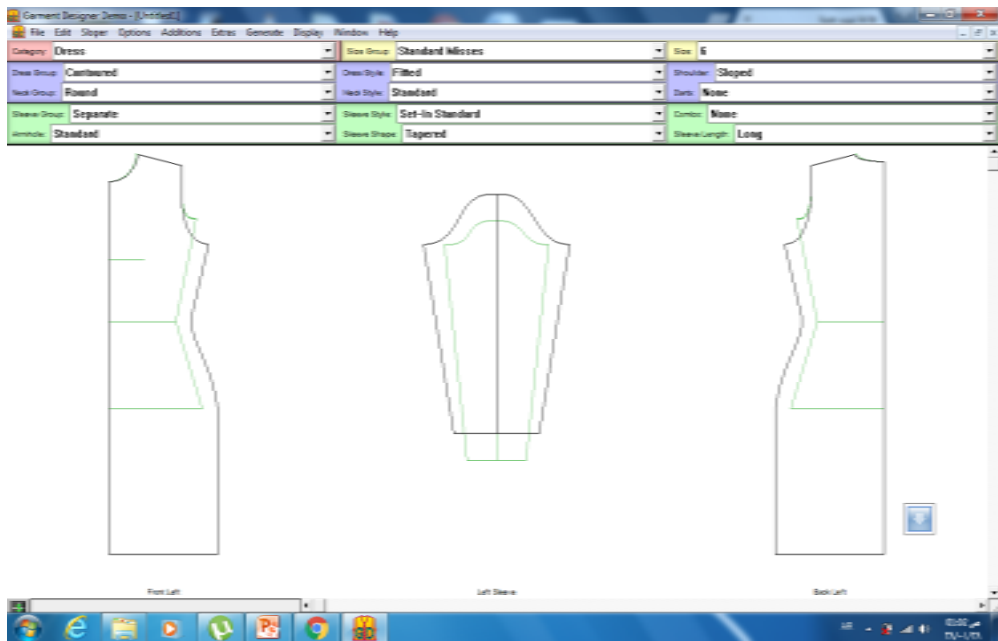 Garment Designer Demo - [Untitled1]
File Edit Sloper Options Additions Extras Generate Display Window Help
Category: Dress Size Group: Standard Misses Size: 6
Dress Group: Contoured Dress Style: Fitted Shoulder: Sloped
Neck Group: Round Neck Style: Standard Darts: None
Sleeve Group: Separate Sleeve Style: Set-In Standard Combo: None
Armhole: Standard Sleeve Shape: Tapered Sleeve Length: Long
Front Left Left Sleeve Back Left